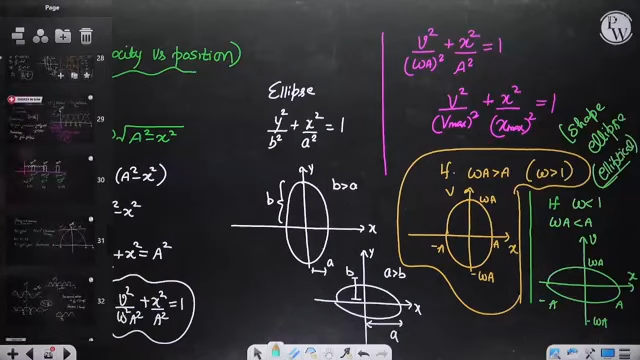 Page
28
29
30
31
32
ocity vs position)
√A²-x²
(A²-x²)
²-x²
+x²=A²
v²/ω²A² + x²/A² = 1
Ellipse
y²/b² + x²/a² = 1
y
b
b>a
x
a
y
b
a>b
x
a
v²/(ωA)² + x²/A² = 1
v²/(Vmax)² + x²/(xmax)² = 1
(Shape
ellipse
(elliptical)
If ωA>A (ω>1)
v
ωA
-A
A
x
-ωA
If ω<1
ωA<A
v
ωA
-A
A
-ωA
PW